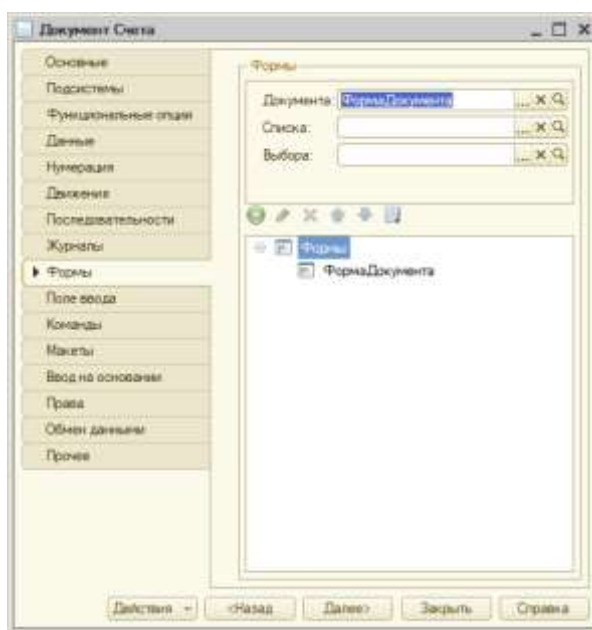 Документ Счета
Основные
Подсистемы
Функциональные опции
Данные
Нумерация
Движения
Последовательности
Журналы
Формы
Поле ввода
Команды
Макеты
Ввод на основании
Права
Обмен данными
Прочее
Формы
Документа: ФормаДокумента
Списка:
Выбора:
Формы
ФормаДокумента
Действия
<Назад
Далее>
Закрыть
Справка